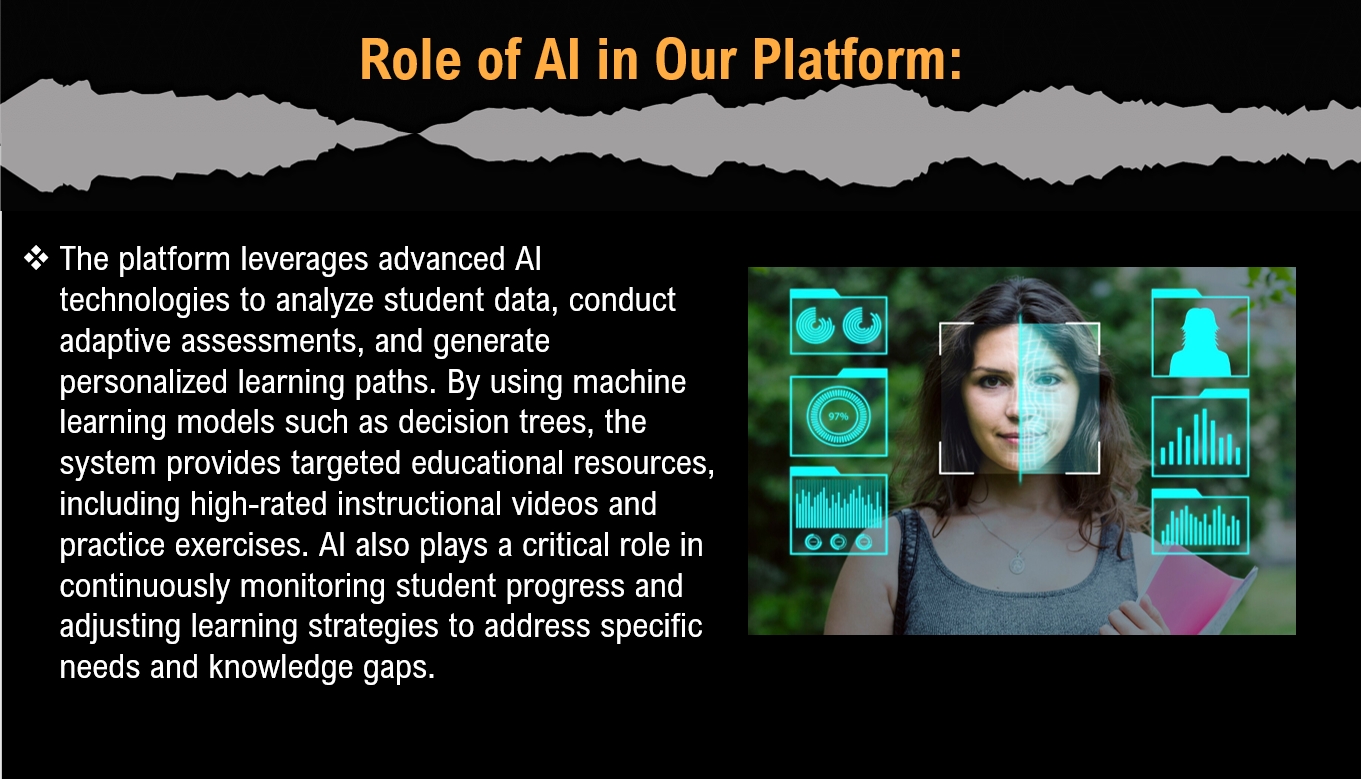 Role of AI in Our Platform:
❖ The platform leverages advanced AI
technologies to analyze student data, conduct
adaptive assessments, and generate
personalized learning paths. By using machine
learning models such as decision trees, the
system provides targeted educational resources,
including high-rated instructional videos and
practice exercises. AI also plays a critical role in
continuously monitoring student progress and
adjusting learning strategies to address specific
needs and knowledge gaps.
97%